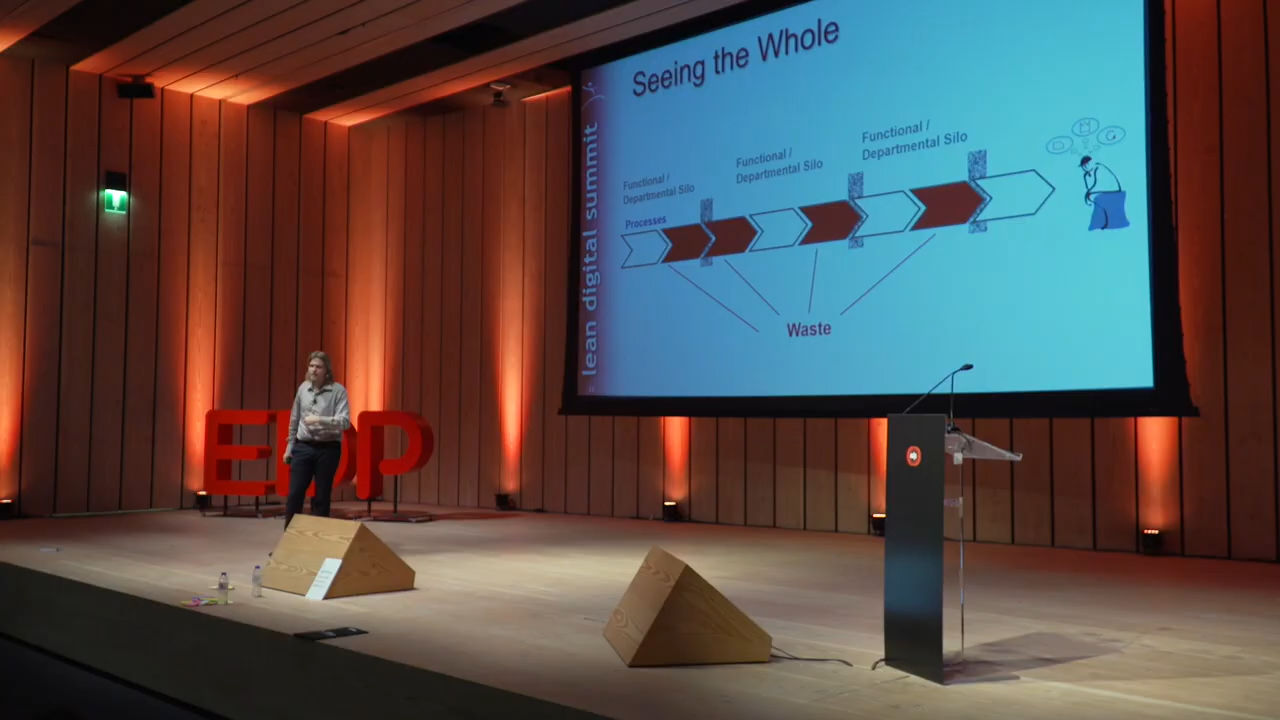 Seeing the Whole
lean digital summit
Functional /
Departmental Silo
Functional /
Departmental Silo
Functional /
Departmental Silo
Processes
Waste
EDP